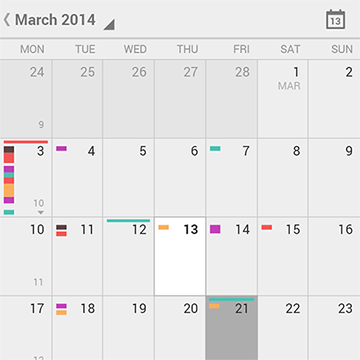 March 2014 13
MON TUE WED THU FRI SAT SUN
24 25 26 27 28 1 2
MAR
9
3 4 5 6 7 8 9
10
10 11 12 13 14 15 16
11
17 18 19 20 21 22 23
12